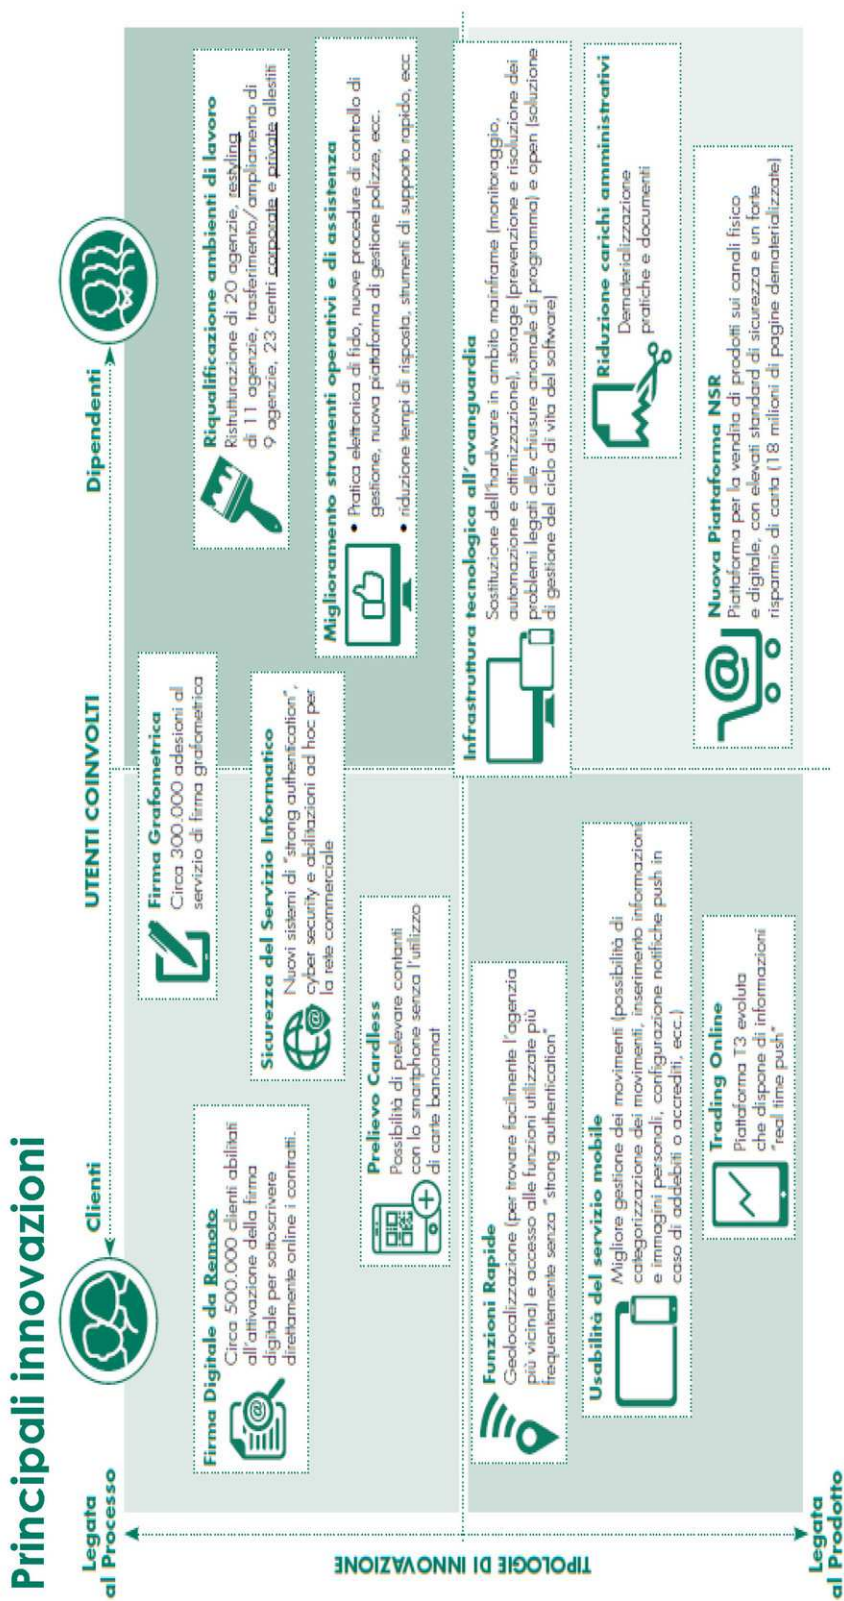 Principali innovazioni
UTENTI COINVOLTI
Clienti
Dipendenti
Legata
al Processo
TIPOLOGIE DI INNOVAZIONE
Legata
al Prodotto
Firma Digitale da Remoto
Circa 500.000 clienti abilitati
all'attivazione della firma
digitale per sottoscrivere
direttamente online i contratti.
Firma Grafometrica
Circa 300.000 adesioni al
servizio di firma grafometrica
Sicurezza del Servizio Informatico
Nuovi sistemi di "strong authentication",
cyber security e abilitazioni ad hoc per
la rete commerciale
Prelievo Cardless
Possibilità di prelevare contanti
con lo smartphone senza l'utilizzo
di carte bancomat
Riqualificazione ambienti di lavoro
Ristrutturazione di 20 agenzie, restyling
di 11 agenzie, trasferimento/ampliamento di
9 agenzie, 23 centri corporate e private allestiti
Miglioramento strumenti operativi e di assistenza
• Pratica elettronica di fido, nuove procedure di controllo di
gestione, nuova piattaforma di gestione polizze, ecc.
• riduzione tempi di risposta, strumenti di supporto rapido, ecc
Funzioni Rapide
Geolocalizzazione (per trovare facilmente l'agenzia
più vicina) e accesso alle funzioni utilizzate più
frequentemente senza "strong authentication"
Usabilità del servizio mobile
Migliore gestione dei movimenti (possibilità di
categorizzazione dei movimenti, inserimento informazioni
e immagini personali, configurazione notifiche push in
caso di addebiti o accrediti, ecc.)
Trading Online
Piattaforma T3 evoluta
che dispone di informazioni
"real time push"
Infrastruttura tecnologica all'avanguardia
Sostituzione dell'hardware in ambito mainframe (monitoraggio,
automazione e ottimizzazione), storage (prevenzione e risoluzione dei
problemi legati alle chiusure anomale di programma) e open (soluzione
di gestione del ciclo di vita del software)
Riduzione carichi amministrativi
Dematerializzazione
pratiche e documenti
Nuova Piattaforma NSR
Piattaforma per la vendita di prodotti sui canali fisico
e digitale, con elevati standard di sicurezza e un forte
risparmio di carta (18 milioni di pagine dematerializzate)